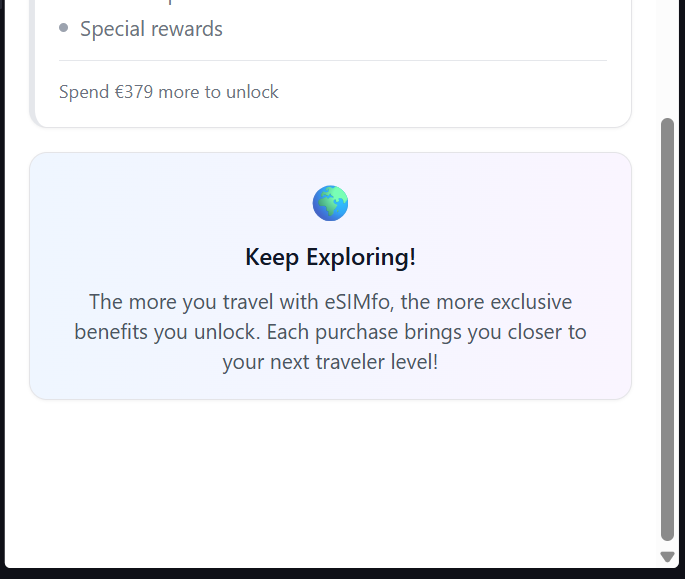 Special rewards
Spend €379 more to unlock
Keep Exploring!
The more you travel with eSIMfo, the more exclusive
benefits you unlock. Each purchase brings you closer to
your next traveler level!